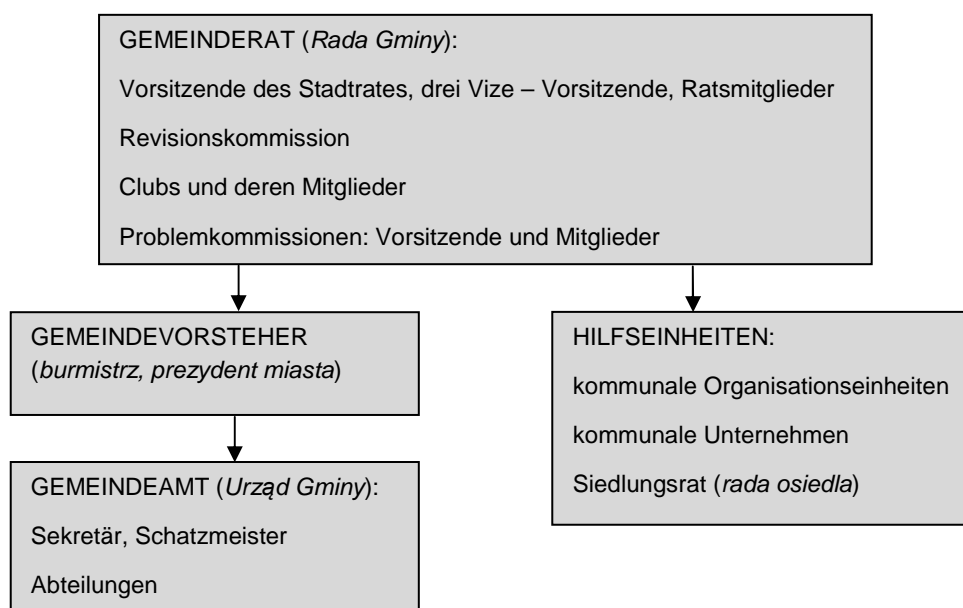 GEMEINDERAT (Rada Gminy):
Vorsitzende des Stadtrates, drei Vize – Vorsitzende, Ratsmitglieder
Revisionskommission
Clubs und deren Mitglieder
Problemkommissionen: Vorsitzende und Mitglieder
GEMEINDEVORSTEHER
(burmistrz, prezydent miasta)
GEMEINDEAMT (Urząd Gminy):
Sekretär, Schatzmeister
Abteilungen
HILFSEINHEITEN:
kommunale Organisationseinheiten
kommunale Unternehmen
Siedlungsrat (rada osiedla)